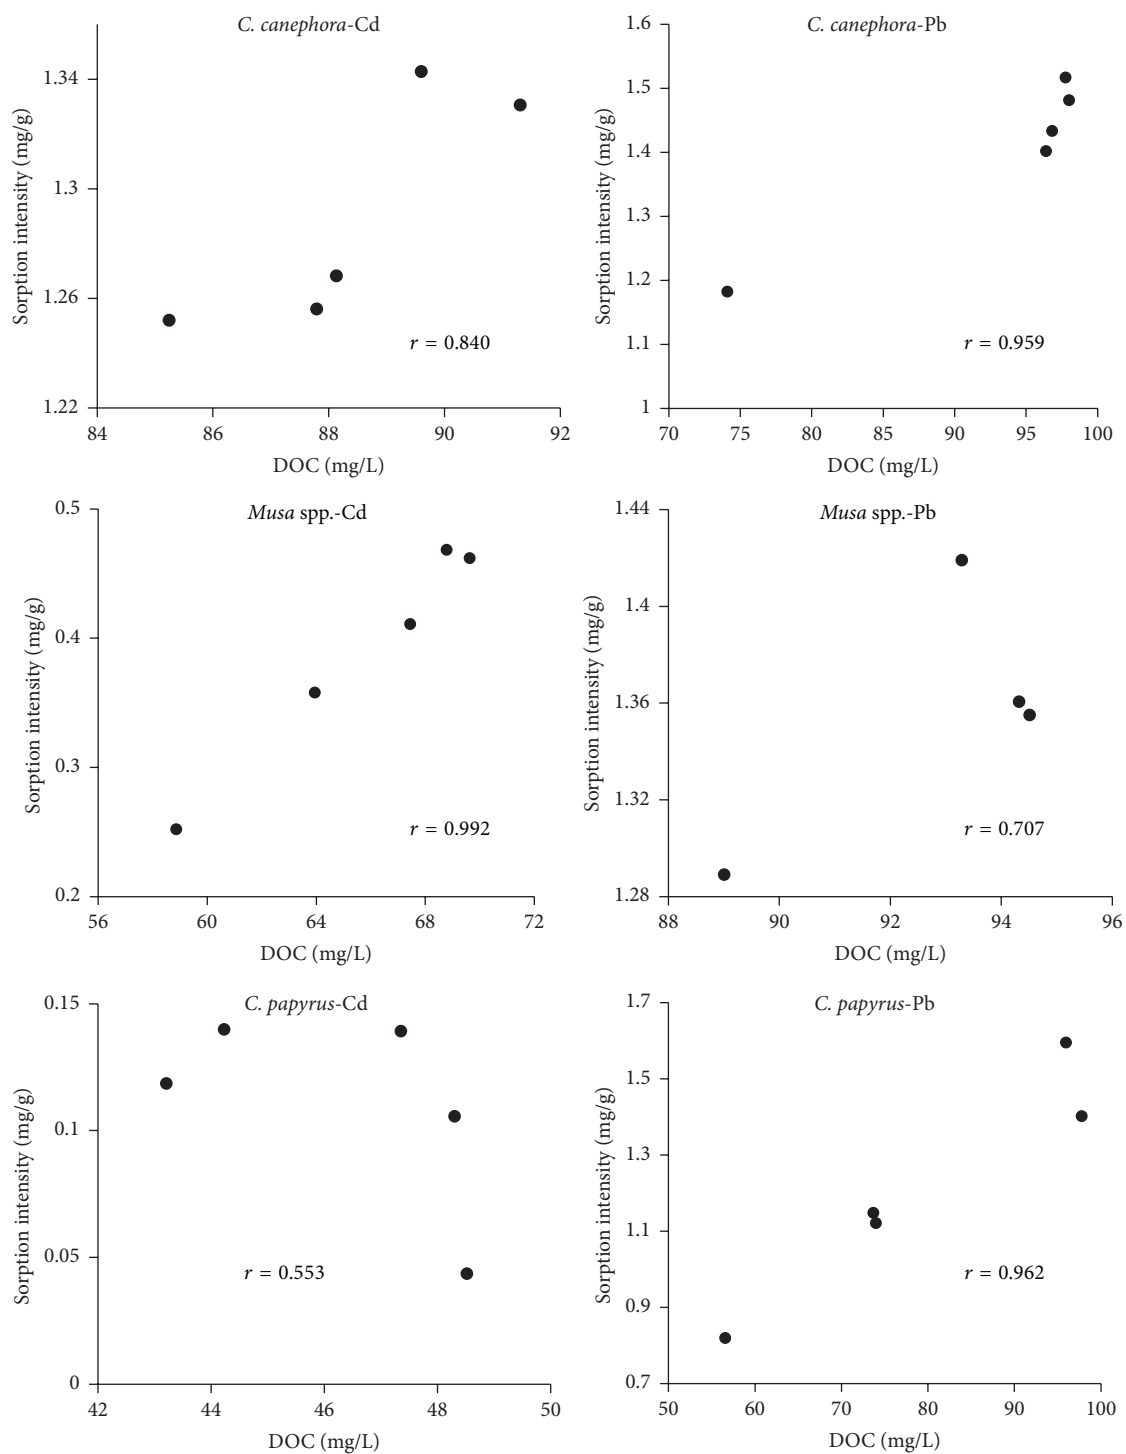 C. canephora-Cd
Sorption intensity (mg/g)
1.34
1.3
1.26
1.22
r = 0.840
84 86 88 90 92
DOC (mg/L)
C. canephora-Pb
Sorption intensity (mg/g)
1.6
1.5
1.4
1.3
1.2
1.1
1
r = 0.959
70 75 80 85 90 95 100
DOC (mg/L)
Musa spp.-Cd
Sorption intensity (mg/g)
0.5
0.4
0.3
0.2
r = 0.992
56 60 64 68 72
DOC (mg/L)
Musa spp.-Pb
Sorption intensity (mg/g)
1.44
1.4
1.36
1.32
1.28
r = 0.707
88 90 92 94 96
DOC (mg/L)
C. papyrus-Cd
Sorption intensity (mg/g)
0.15
0.1
0.05
0
r = 0.553
42 44 46 48 50
DOC (mg/L)
C. papyrus-Pb
Sorption intensity (mg/g)
1.7
1.5
1.3
1.1
0.9
0.7
r = 0.962
50 60 70 80 90 100
DOC (mg/L)